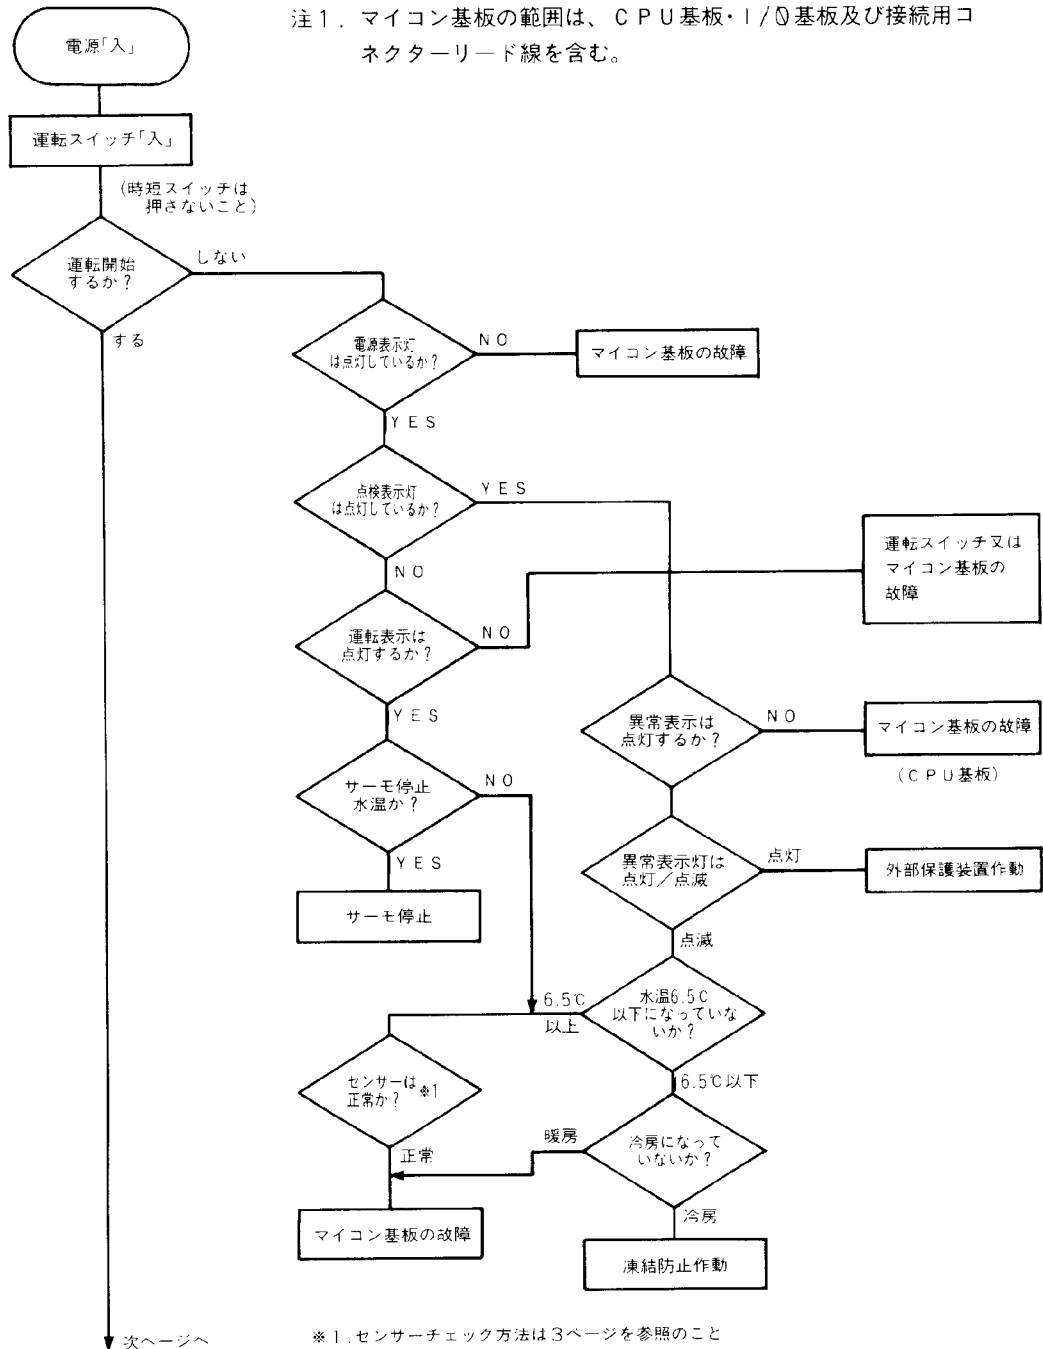 注1. マイコン基板の範囲は、CPU基板・I/O基板及び接続用コ
ネクターリード線を含む。
電源「入」
運転スイッチ「入」
(時短スイッチは
押さないこと)
運転開始
するか?
しない
する
電源表示灯
は点灯しているか?
NO
マイコン基板の故障
YES
点検表示灯
は点灯しているか?
YES
運転スイッチ又は
マイコン基板の
故障
NO
運転表示は
点灯するか?
NO
YES
異常表示は
点灯するか?
NO
マイコン基板の故障
(CPU基板)
サーモ停止
水温か?
NO
YES
サーモ停止
異常表示灯は
点灯/点滅
点灯
外部保護装置作動
点滅
水温6.5℃
以下になっていな
いか?
6.5℃
以上
6.5℃以下
センサーは
正常か? ※1
正常
暖房
冷房になって
いないか?
冷房
マイコン基板の故障
凍結防止作動
次ページへ
※1.センサーチェック方法は3ページを参照のこと